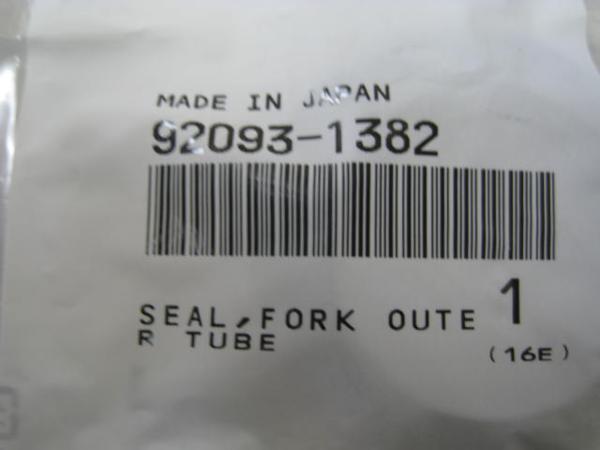 MADE IN JAPAN
92093-1382
SEAL,FORK OUTE 1
R TUBE
(16E)